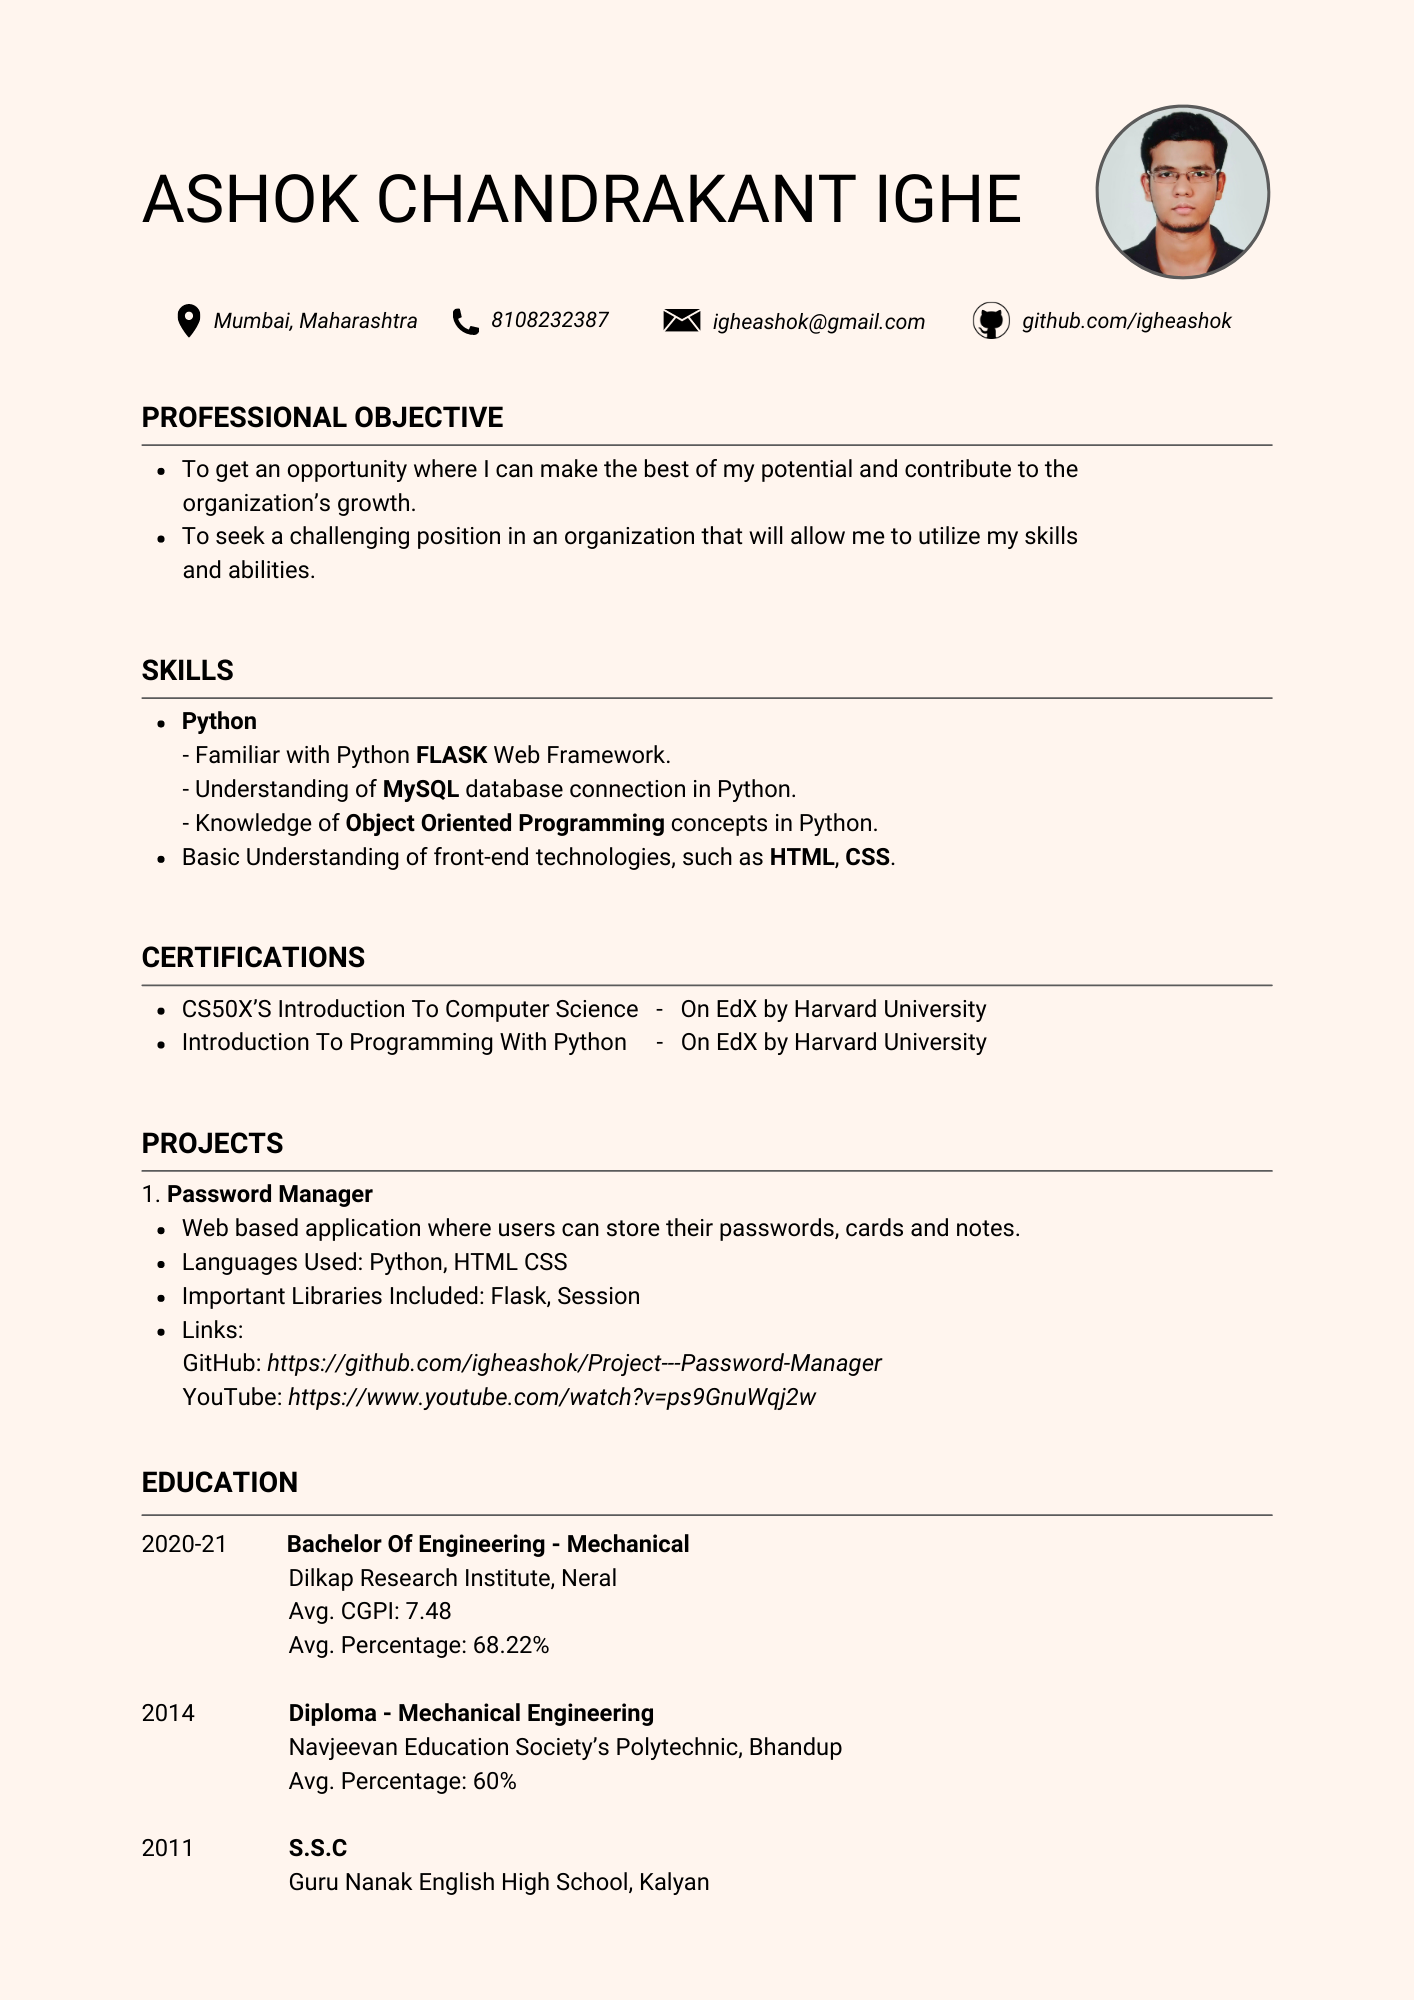 ASHOK CHANDRAKANT IGHE
Mumbai, Maharashtra 8108232387 igheashok@gmail.com github.com/igheashok
PROFESSIONAL OBJECTIVE
• To get an opportunity where I can make the best of my potential and contribute to the
organization’s growth.
• To seek a challenging position in an organization that will allow me to utilize my skills
and abilities.
SKILLS
• Python
- Familiar with Python FLASK Web Framework.
- Understanding of MySQL database connection in Python.
- Knowledge of Object Oriented Programming concepts in Python.
• Basic Understanding of front-end technologies, such as HTML, CSS.
CERTIFICATIONS
• CS50X’S Introduction To Computer Science - On EdX by Harvard University
• Introduction To Programming With Python - On EdX by Harvard University
PROJECTS
1. Password Manager
• Web based application where users can store their passwords, cards and notes.
• Languages Used: Python, HTML CSS
• Important Libraries Included: Flask, Session
• Links:
GitHub: https://github.com/igheashok/Project---Password-Manager
YouTube: https://www.youtube.com/watch?v=ps9GnuWqj2w
EDUCATION
2020-21 Bachelor Of Engineering - Mechanical
Dilkap Research Institute, Neral
Avg. CGPI: 7.48
Avg. Percentage: 68.22%
2014 Diploma - Mechanical Engineering
Navjeevan Education Society’s Polytechnic, Bhandup
Avg. Percentage: 60%
2011 S.S.C
Guru Nanak English High School, Kalyan